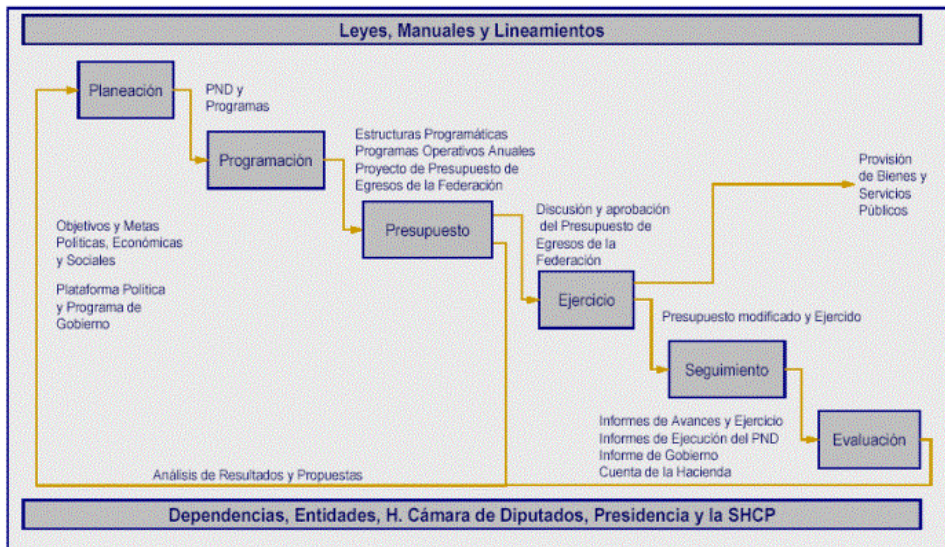 Leyes, Manuales y Lineamientos
Planeación
PND y
Programas
Programación
Estructuras Programáticas
Programas Operativos Anuales
Proyecto de Presupuesto de
Egresos de la Federación
Presupuesto
Discusión y aprobación
del Presupuesto de
Egresos de la
Federación
Provisión
de Bienes y
Servicios
Públicos
Objetivos y Metas
Políticas, Económicas
y Sociales
Plataforma Política
y Programa de
Gobierno
Ejercicio
Presupuesto modificado y Ejercido
Seguimiento
Informes de Avances y Ejercicio
Informes de Ejecución del PND
Informe de Gobierno
Cuenta de la Hacienda
Evaluación
Análisis de Resultados y Propuestas
Dependencias, Entidades, H. Cámara de Diputados, Presidencia y la SHCP